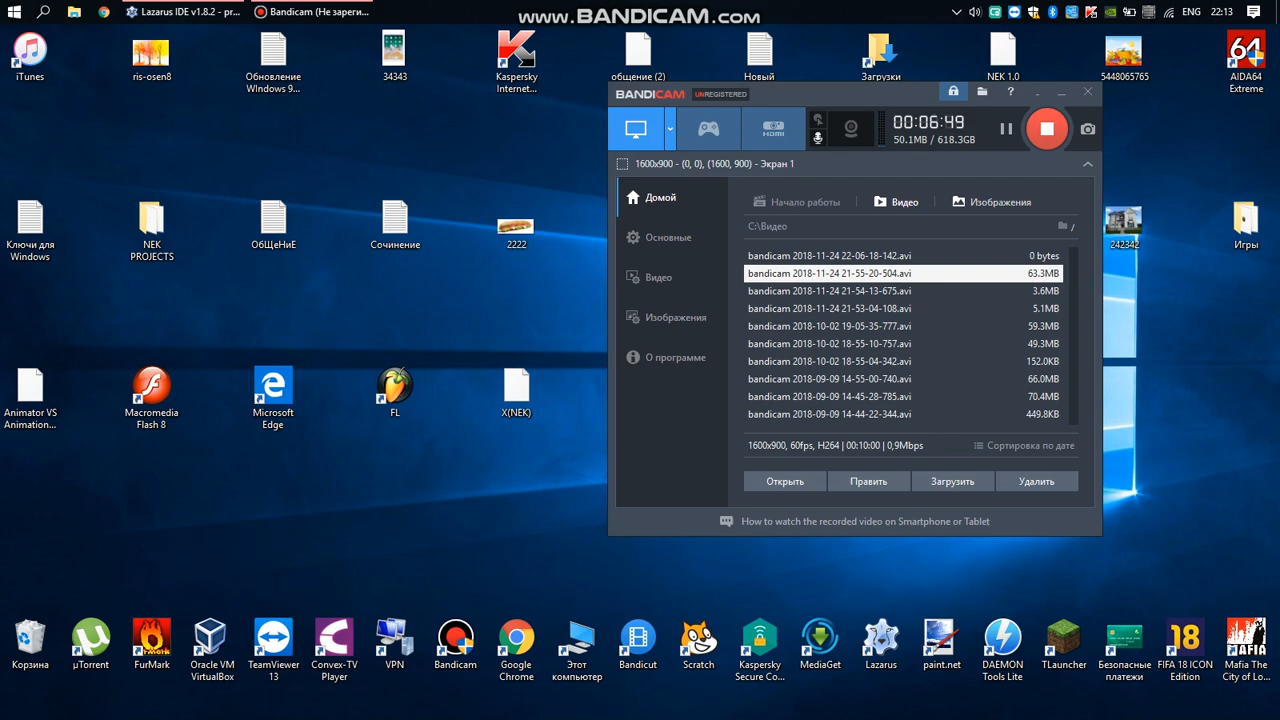 Lazarus IDE v1.8.2 - pr...
Bandicam (Не зареги...
www.BANDICAM.com
ENG
22:13
iTunes
ris-osen8
Обновление
WIndows 9...
34343
Kaspersky
Internet...
общение (2)
Новый
Загрузки
NEK 1.0
5448065765
64
AIDA64
Extreme
BANDICAM
UNREGISTERED
?
HDMI
00:06:49
50.1MB / 618.3GB
1600x900 - (0, 0), (1600, 900) - Экран 1
Домой
Основные
Видео
Изображения
О программе
Начало работы
Видео
Изображения
C:\Видео
/
bandicam 2018-11-24 22-06-18-142.avi 0 bytes
bandicam 2018-11-24 21-55-20-504.avi 63.3MB
bandicam 2018-11-24 21-54-13-675.avi 3.6MB
bandicam 2018-11-24 21-53-04-108.avi 5.1MB
bandicam 2018-10-02 19-05-35-777.avi 59.3MB
bandicam 2018-10-02 18-55-10-757.avi 49.3MB
bandicam 2018-10-02 18-55-04-342.avi 152.0KB
bandicam 2018-09-09 14-55-00-740.avi 66.0MB
bandicam 2018-09-09 14-45-28-785.avi 70.4MB
bandicam 2018-09-09 14-44-22-344.avi 449.8KB
1600x900, 60fps, H264 | 00:10:00 | 0,9Mbps
Сортировка по дате
Открыть
Править
Загрузить
Удалить
How to watch the recorded video on Smartphone or Tablet
Ключи для
Windows
NEK
PROJECTS
ОбЩеНиЕ
Сочинение
2222
242342
Игры
Animator VS
Animation...
Macromedia
Flash 8
Microsoft
Edge
FL
X(NEK)
Корзина
µTorrent
FurMark
Oracle VM
VirtualBox
TeamViewer
13
Convex-TV
Player
VPN
Bandicam
Google
Chrome
Этот
компьютер
Bandicut
Scratch
Kaspersky
Secure Co...
MediaGet
Lazarus
paint.net
DAEMON
Tools Lite
TLauncher
Безопасные
платежи
18
FIFA 18 ICON
Edition
MAFIA
Mafia The
City of Lo...